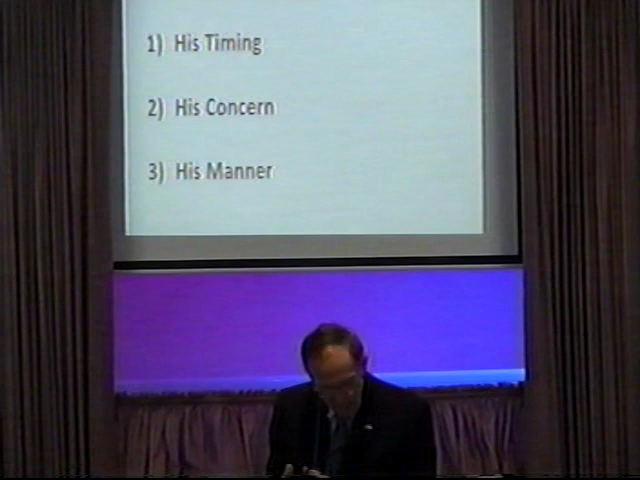 1) His Timing
2) His Concern
3) His Manner